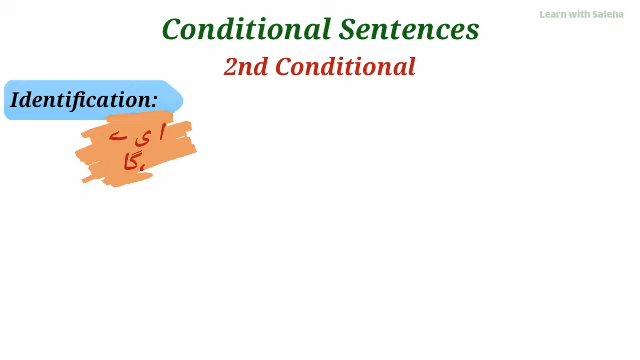 Learn with Saleha
Conditional Sentences
2nd Conditional
Identification:
ا ی ے
،گا